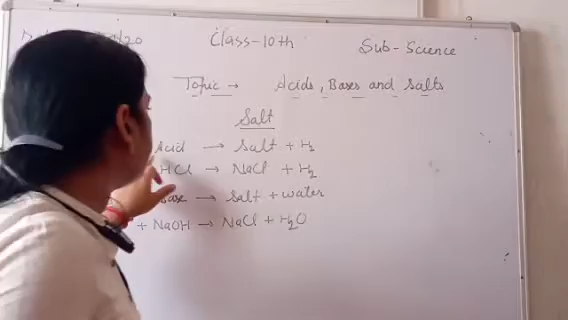 Class-10th
Sub-Science
Topic → Acids, Bases and Salts
Salt
Acid → Salt + H₂
HCl → NaCl + H₂
Base → Salt + water
+ NaOH → NaCl + H₂O